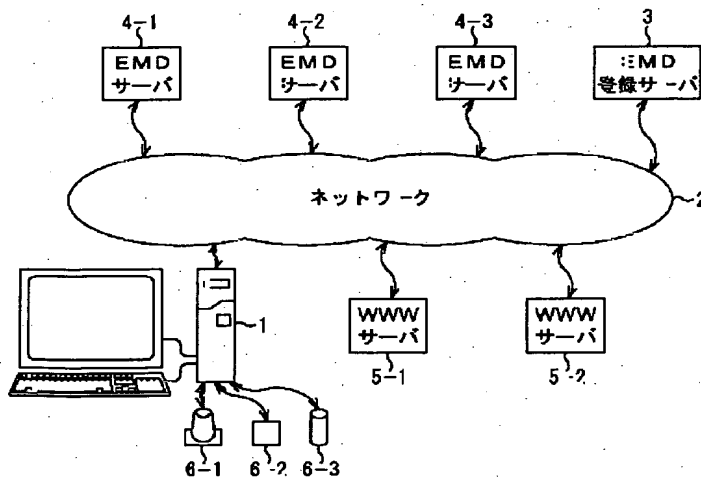 4-1
4-2
4-3
3
EMD
サーバ
EMD
サーバ
EMD
サーバ
EMD
登録サーバ
ネットワーク
2
1
WWW
サーバ
WWW
サーバ
5-1
5-2
6-1
6-2
6-3